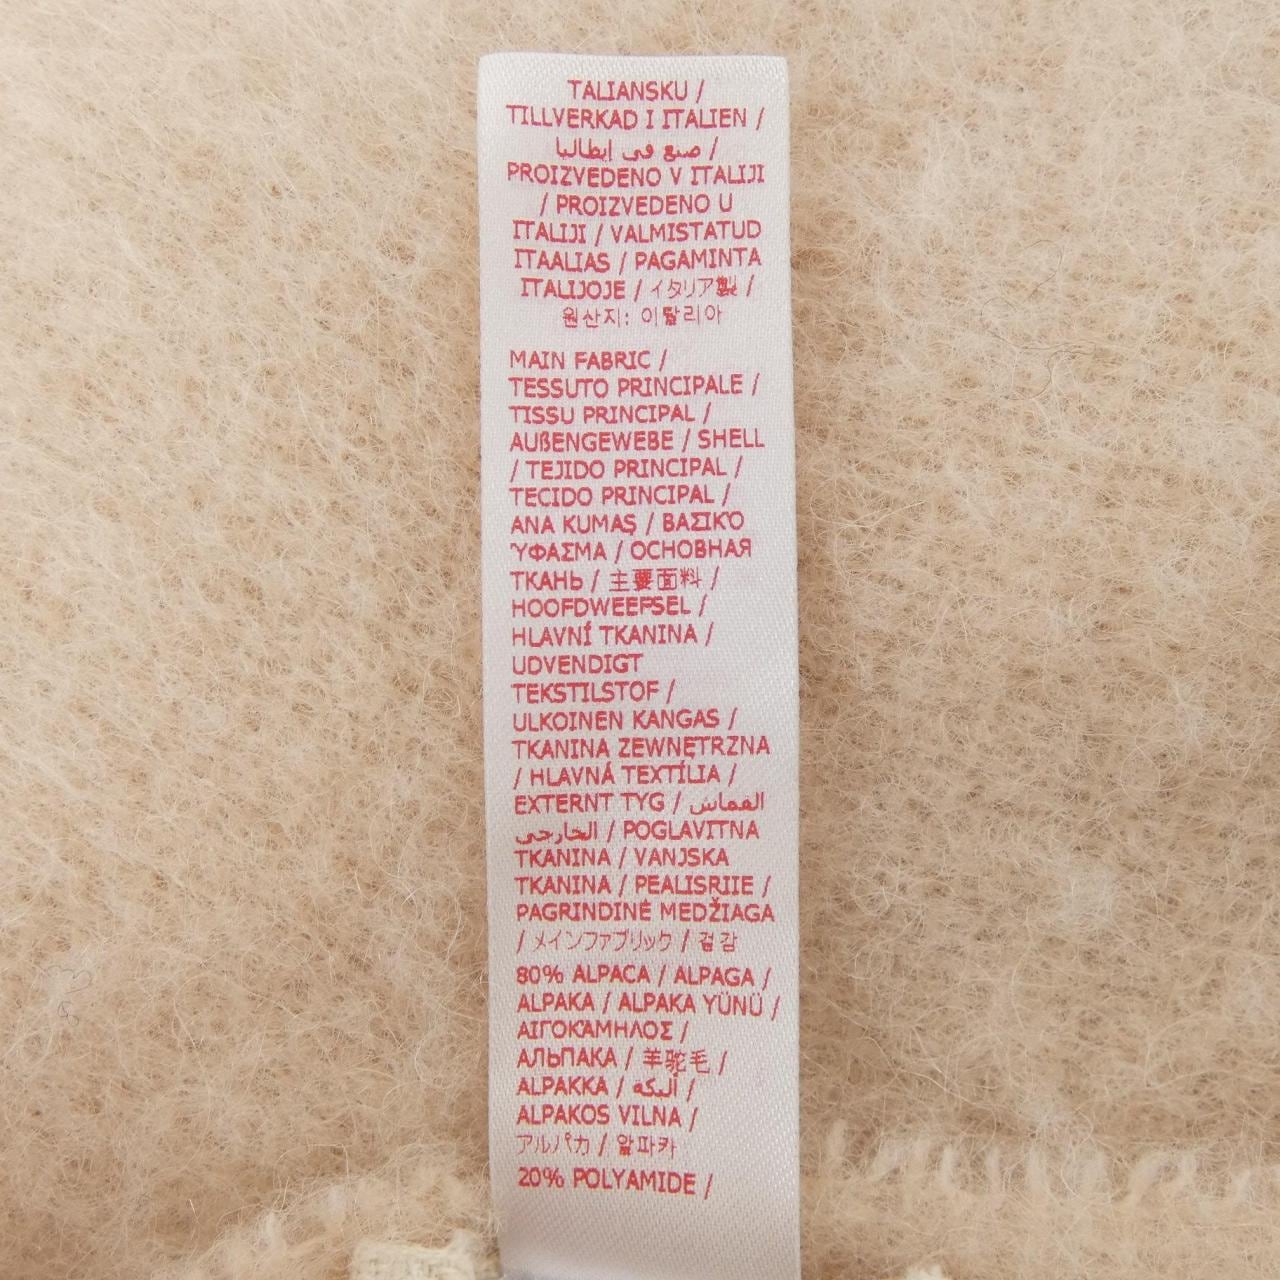 TALIANSKU /
TILLVERKAD I ITALIEN /
صنع في إيطاليا /
PROIZVEDENO V ITALIJI
/ PROIZVEDENO U
ITALIJI / VALMISTATUD
ITAALIAS / PAGAMINTA
ITALIJOJE / イタリア製 /
원산지: 이탈리아
MAIN FABRIC /
TESSUTO PRINCIPALE /
TISSU PRINCIPAL /
AUßENGEWEBE / SHELL
/ TEJIDO PRINCIPAL /
TECIDO PRINCIPAL /
ANA KUMAŞ / ΒΑΣΙΚΌ
ΎΦΑΣΜΑ / ОСНОВНАЯ
ТКАНЬ / 主要面料 /
HOOFDWEEFSEL /
HLAVNÍ TKANINA /
UDVENDIGT
TEKSTILSTOF /
ULKOINEN KANGAS /
TKANINA ZEWNĘTRZNA
/ HLAVNÁ TEXTÍLIA /
EXTERNT TYG / القماش
الخارجي / POGLAVITNA
TKANINA / VANJSKA
TKANINA / PEALISRIIE /
PAGRINDINĖ MEDŽIAGA
/ メインファブリック / 겉감
80% ALPACA / ALPAGA /
ALPAKA / ALPAKA YÜNÜ /
ΑΙΓΟΚΆΜΗΛΟΣ /
АЛЬПАКА / 羊驼毛 /
ALPAKKA / ألبكه /
ALPAKOS VILNA /
アルパカ / 알파카
20% POLYAMIDE /